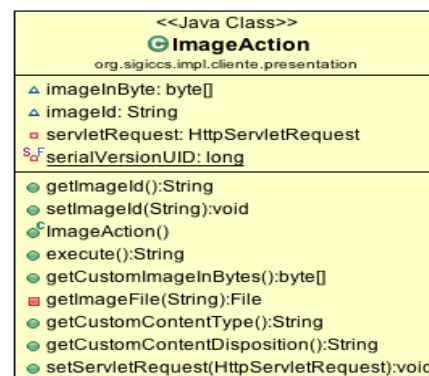 <<Java Class>>
ImageAction
org.sigiccs.impl.cliente.presentation
imageInByte: byte[]
imageId: String
servletRequest: HttpServletRequest
serialVersionUID: long
getImageId():String
setImageId(String):void
ImageAction()
execute():String
getCustomImageInBytes():byte[]
getImageFile(String):File
getCustomContentType():String
getCustomContentDisposition():String
setServletRequest(HttpServletRequest):void